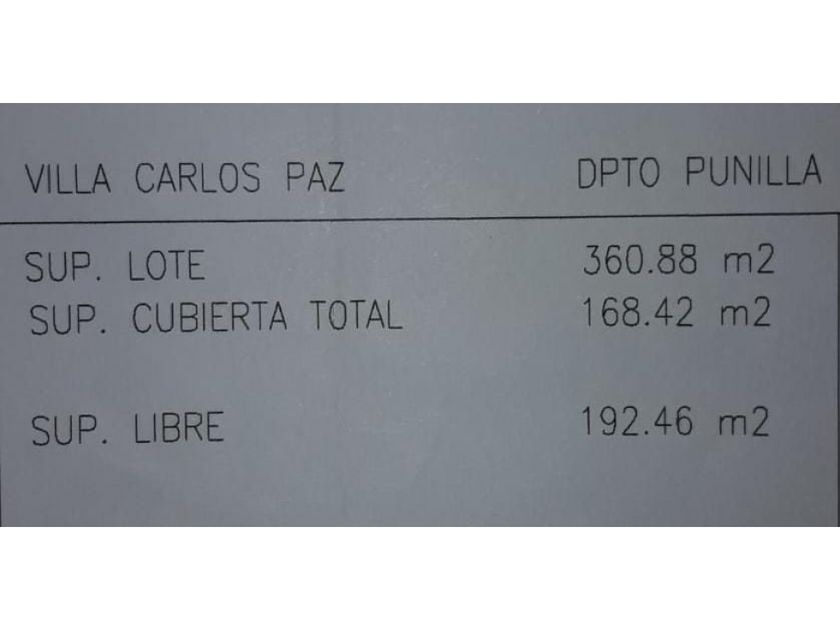 VILLA CARLOS PAZ DPTO PUNILLA
SUP. LOTE 360.88 m2
SUP. CUBIERTA TOTAL 168.42 m2
SUP. LIBRE 192.46 m2